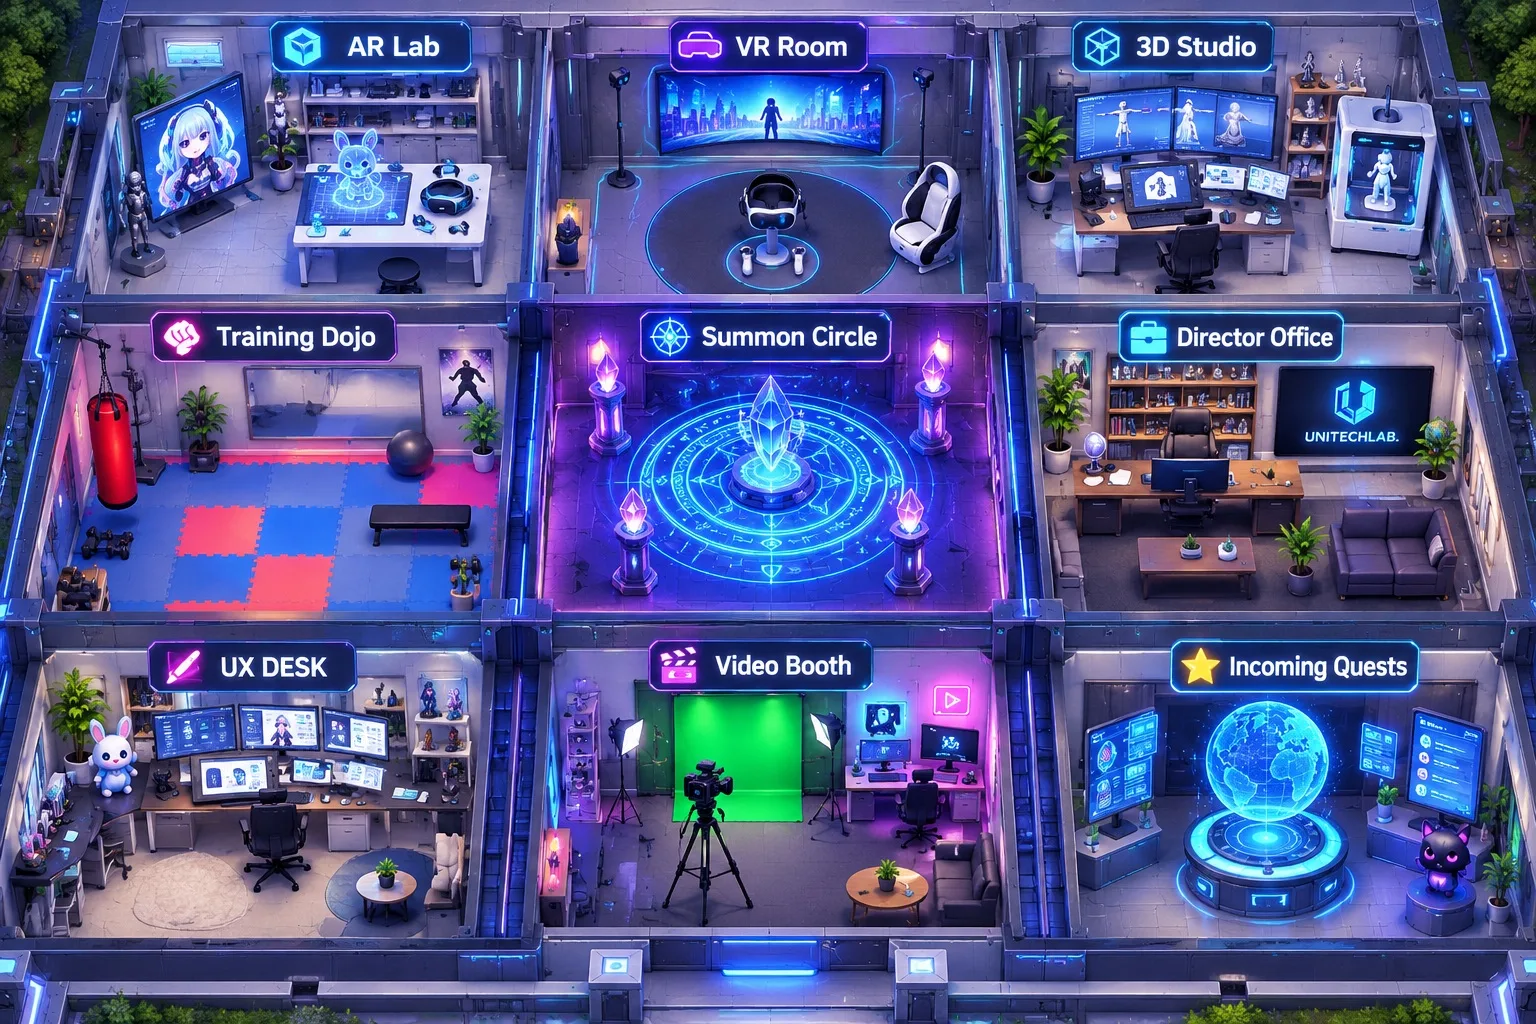 AR Lab
VR Room
3D Studio
Training Dojo
Summon Circle
Director Office
UNITECHLAB.
UX DESK
Video Booth
Incoming Quests